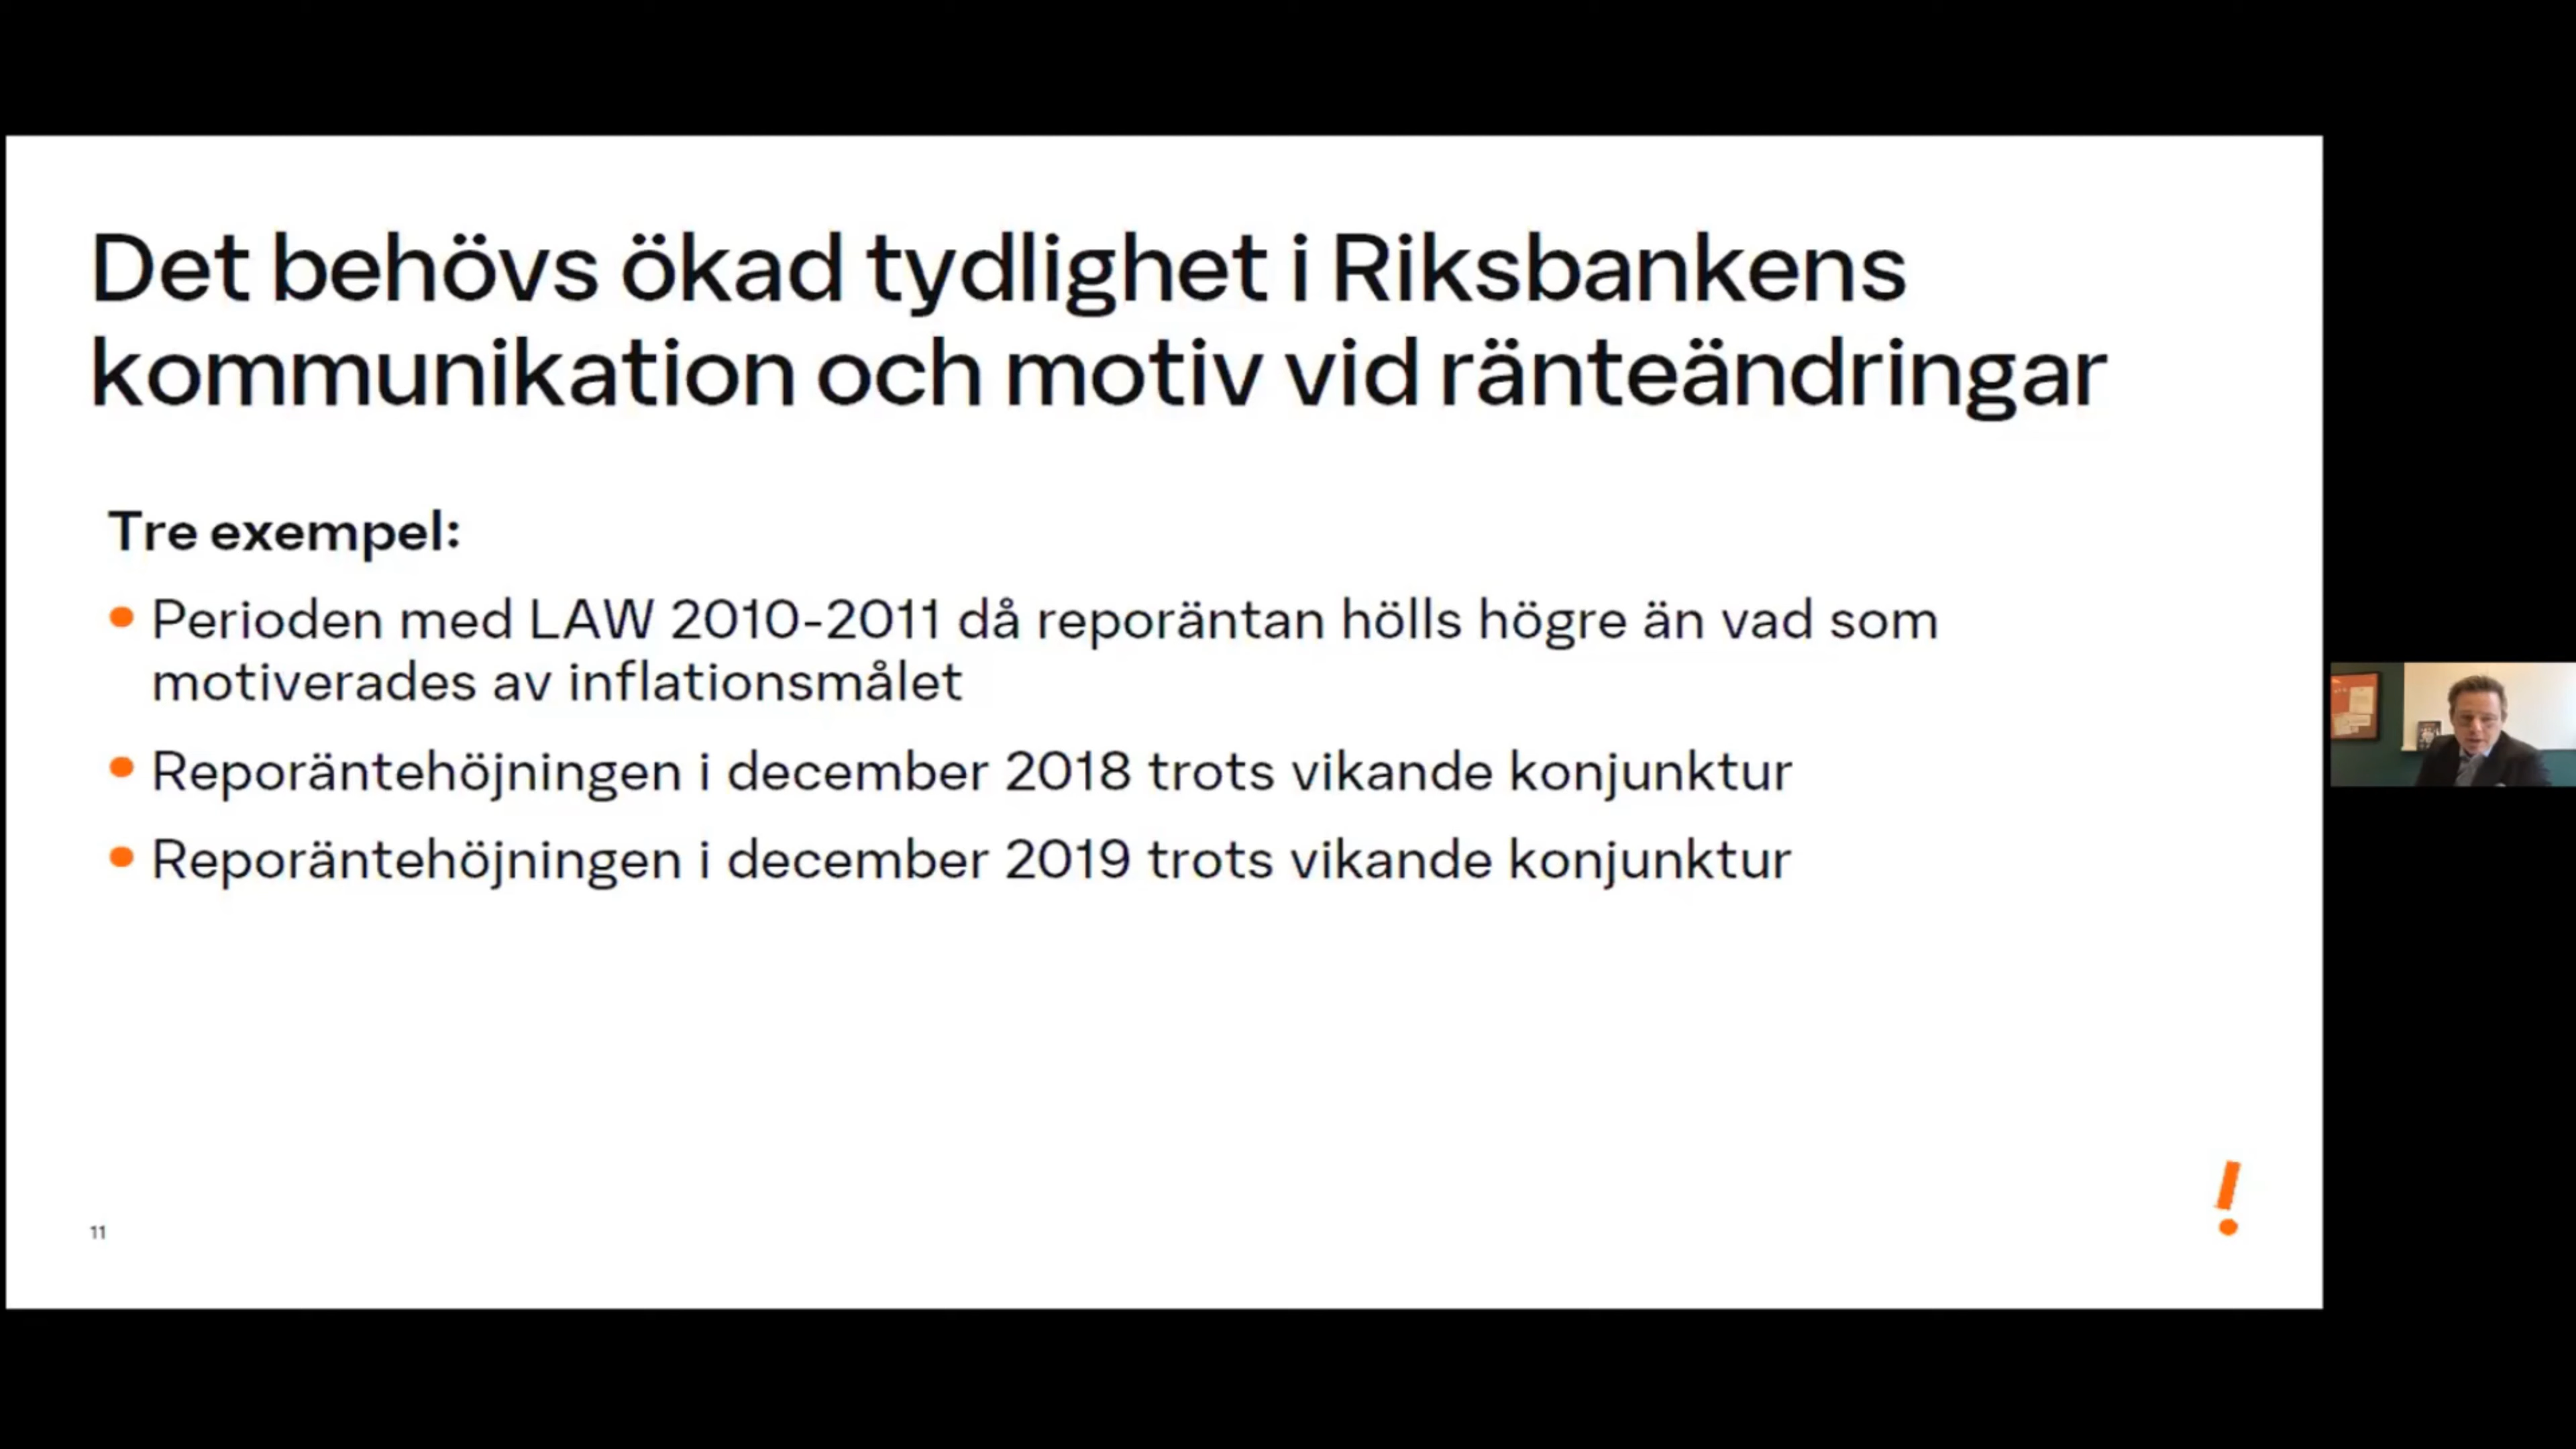 Det behövs ökad tydlighet i Riksbankens
kommunikation och motiv vid ränteändringar
Tre exempel:
• Perioden med LAW 2010-2011 då reporäntan hölls högre än vad som
motiverades av inflationsmålet
• Reporäntehöjningen i december 2018 trots vikande konjunktur
• Reporäntehöjningen i december 2019 trots vikande konjunktur
11
!